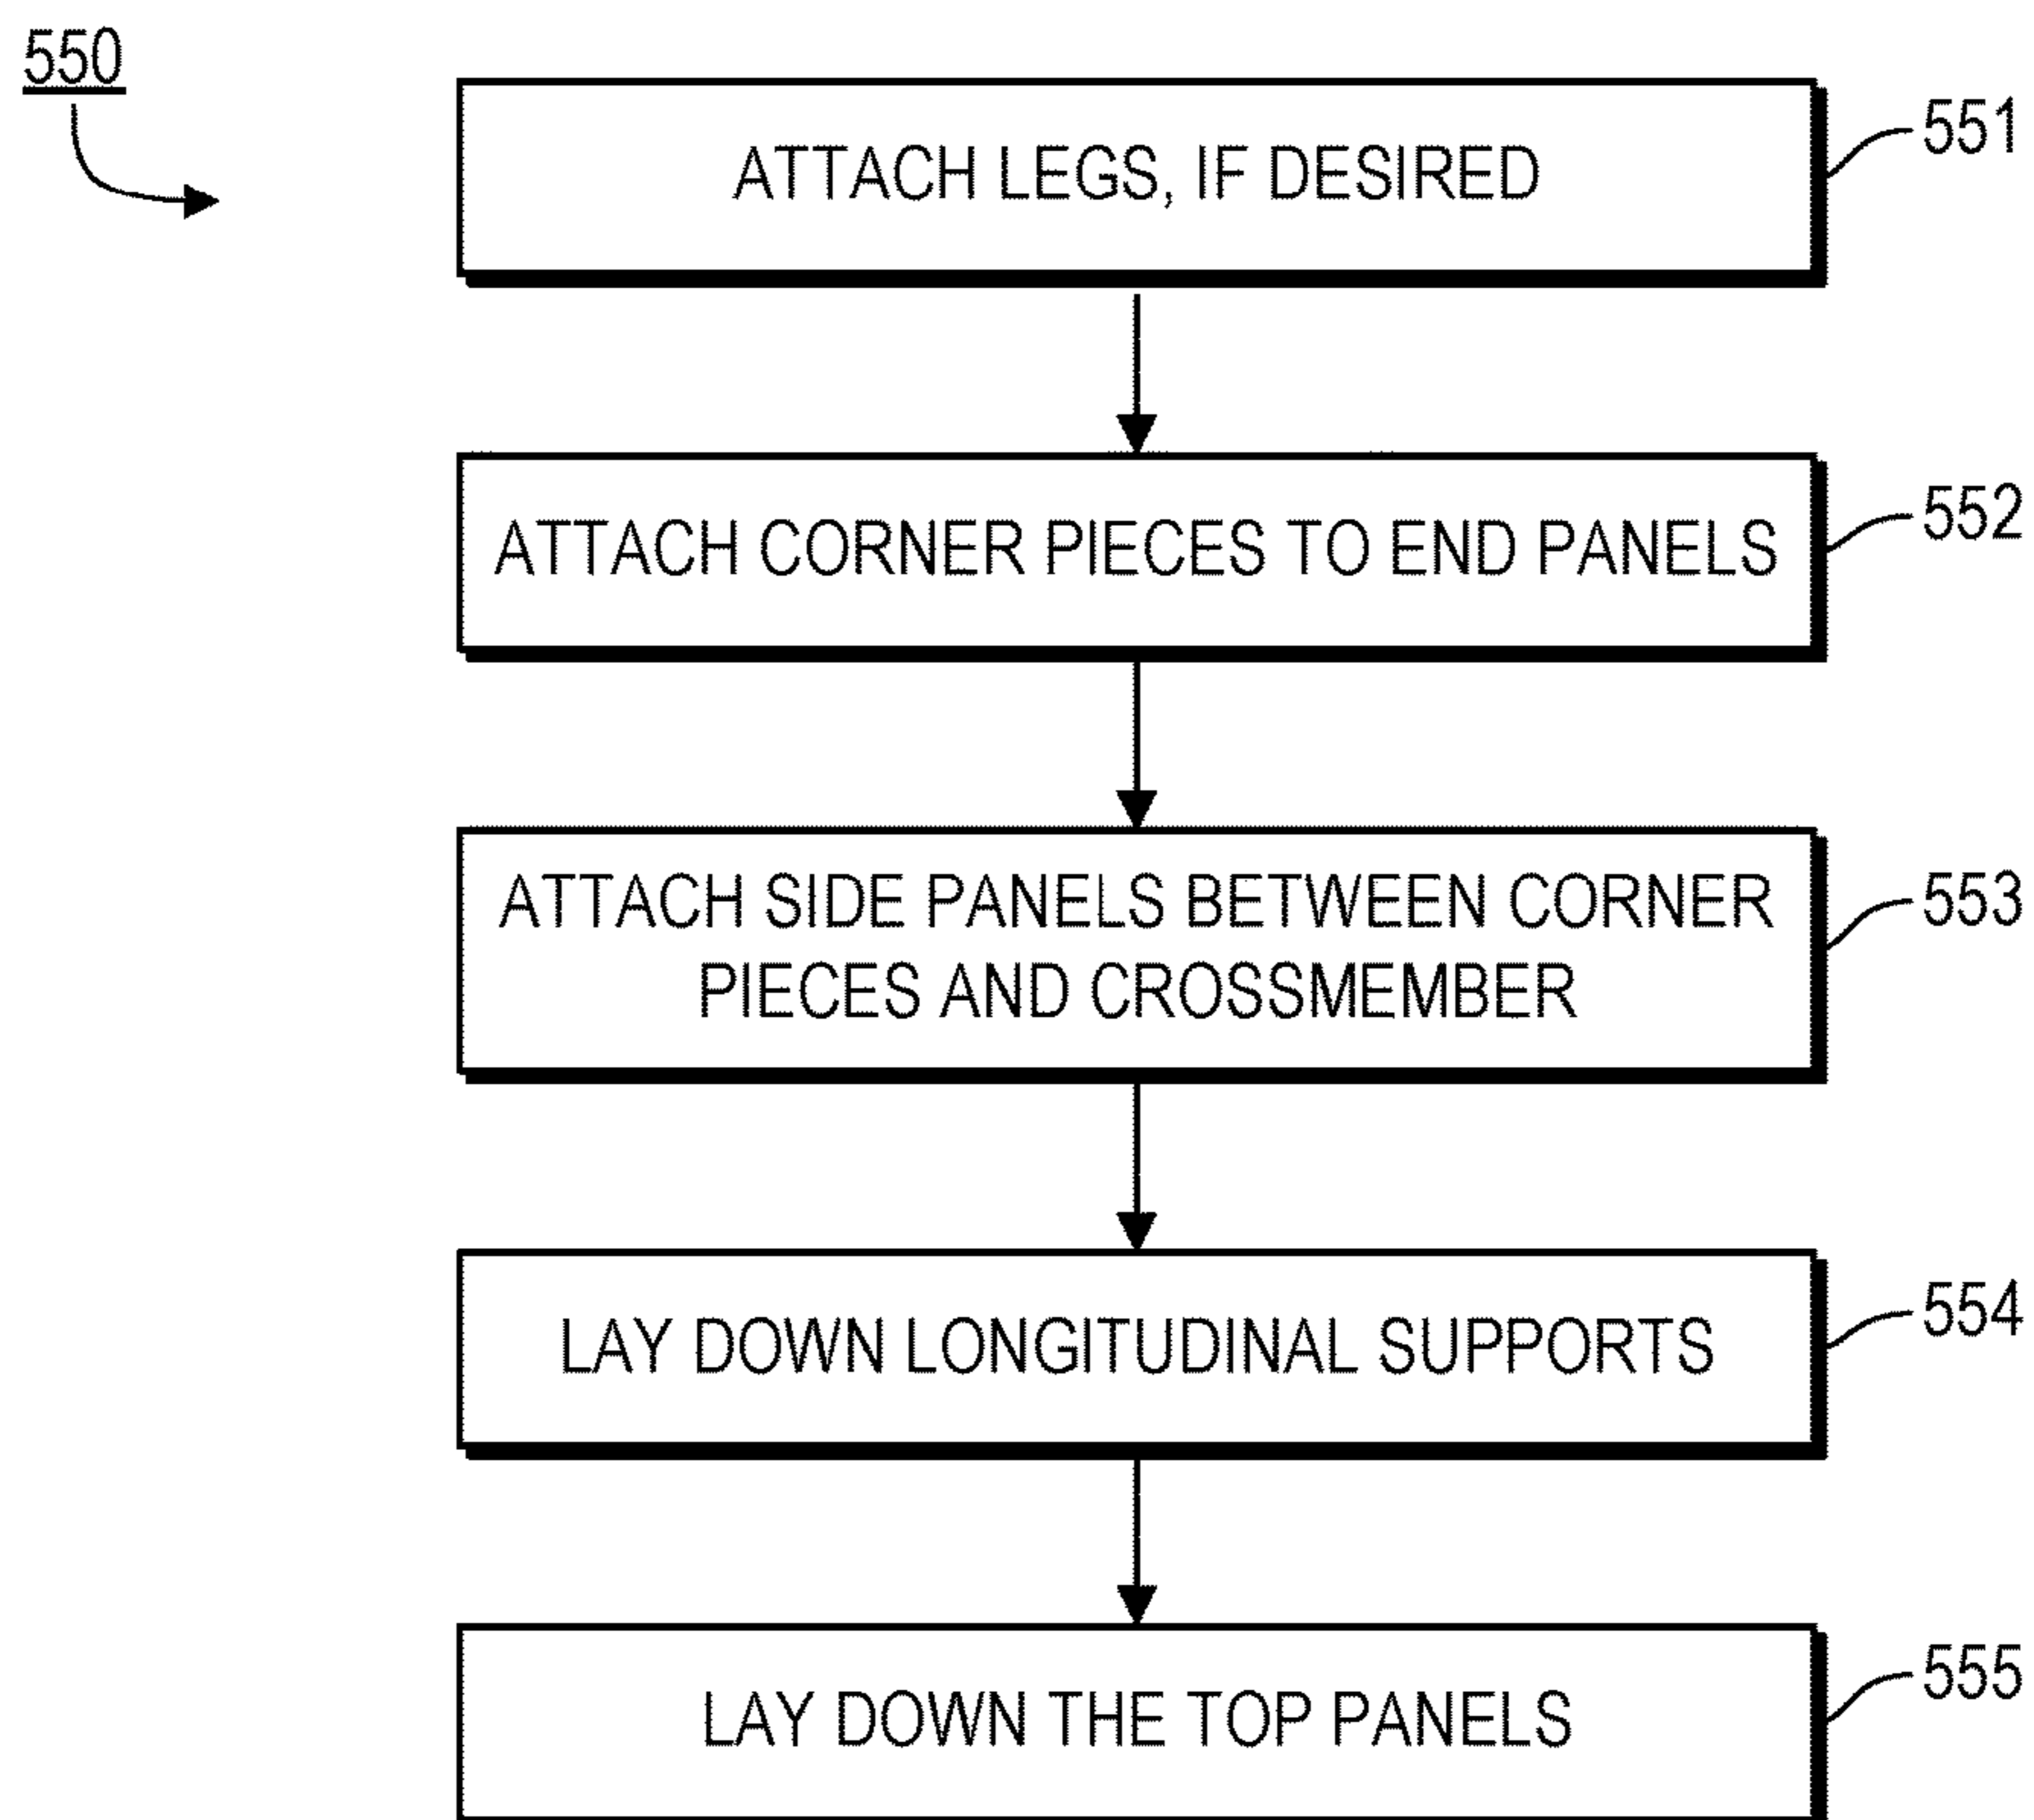 550
ATTACH LEGS, IF DESIRED
551
ATTACH CORNER PIECES TO END PANELS
552
ATTACH SIDE PANELS BETWEEN CORNER
PIECES AND CROSSMEMBER
553
LAY DOWN LONGITUDINAL SUPPORTS
554
LAY DOWN THE TOP PANELS
555